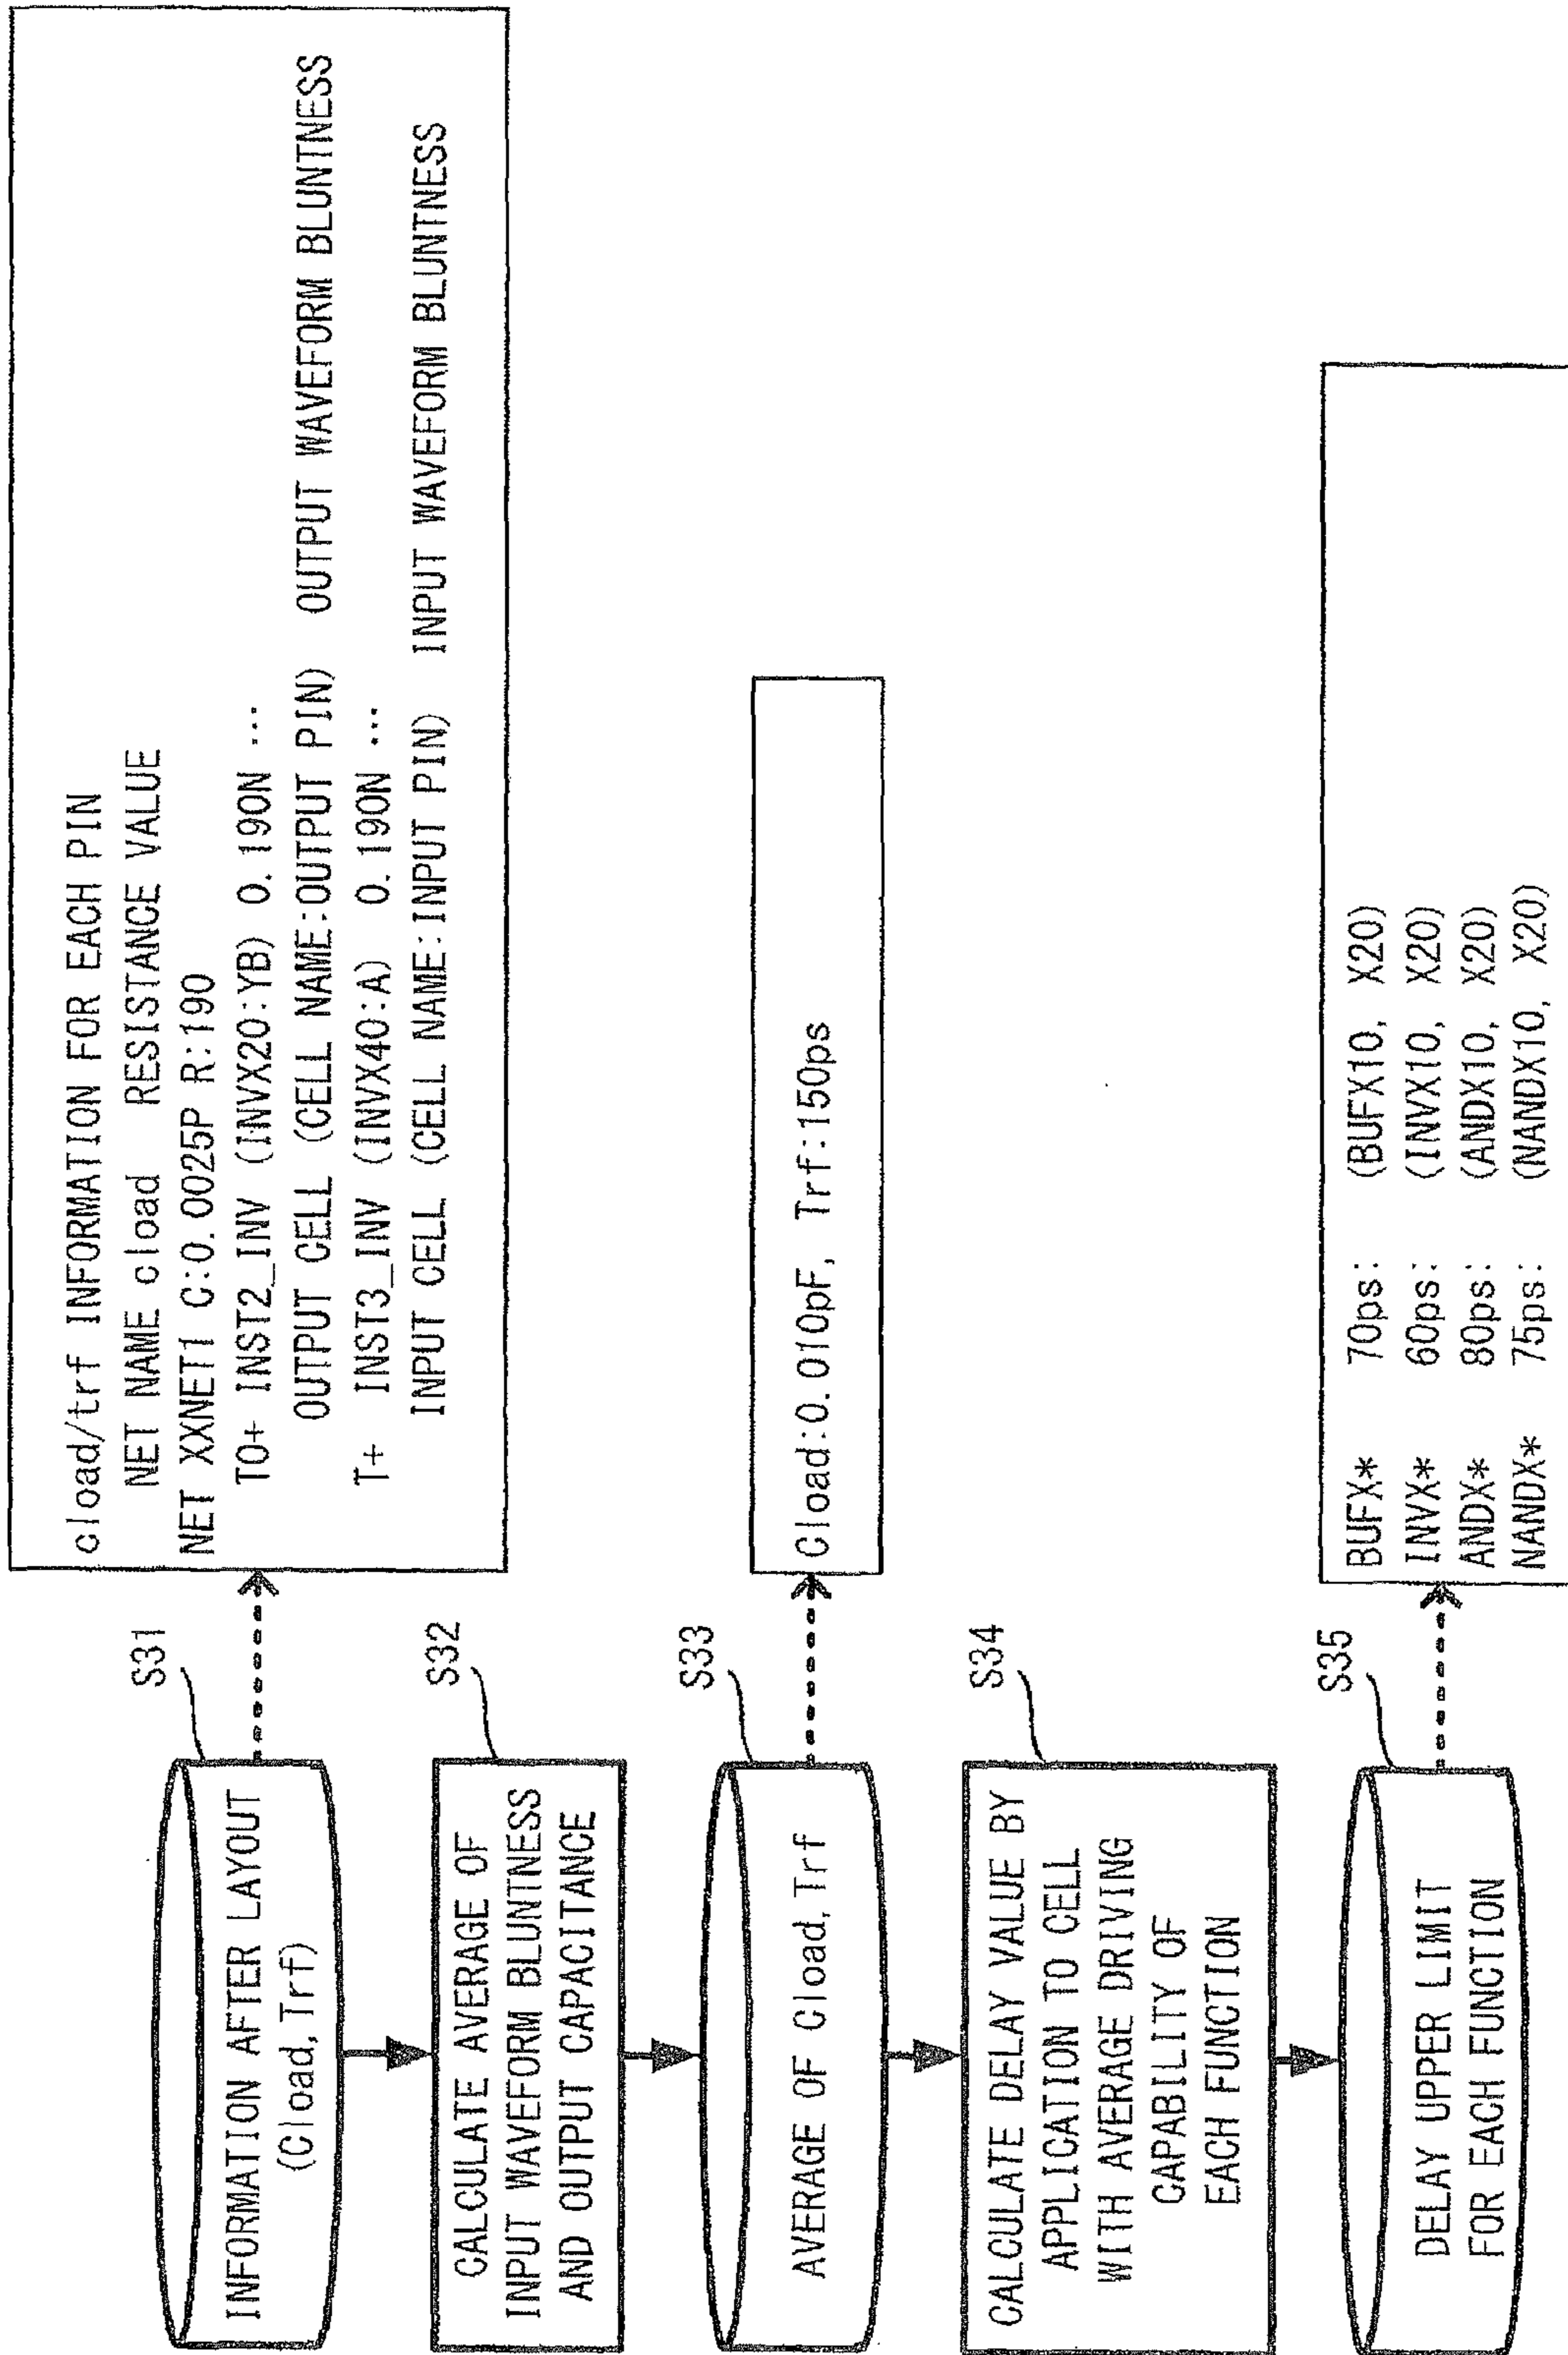 S31
INFORMATION AFTER LAYOUT
(Cload,Trf)
cload/trf INFORMATION FOR EACH PIN
NET NAME cload RESISTANCE VALUE
NET XXNET1 C:0.0025P R:190
TO+ INST2_INV (INVX20:YB) 0.190N ...
OUTPUT CELL (CELL NAME:OUTPUT PIN) OUTPUT WAVEFORM BLUNTNESS
T+ INST3_INV (INVX40:A) 0.190N ...
INPUT CELL (CELL NAME:INPUT PIN) INPUT WAVEFORM BLUNTNESS
S32
CALCULATE AVERAGE OF
INPUT WAVEFORM BLUNTNESS
AND OUTPUT CAPACITANCE
S33
AVERAGE OF Cload,Trf
Cload:0.010pF, Trf:150ps
S34
CALCULATE DELAY VALUE BY
APPLICATION TO CELL
WITH AVERAGE DRIVING
CAPABILITY OF
EACH FUNCTION
S35
DELAY UPPER LIMIT
FOR EACH FUNCTION
BUFX* 70ps: (BUFX10, X20)
INVX* 60ps: (INVX10, X20)
ANDX* 80ps: (ANDX10, X20)
NANDX* 75ps: (NANDX10, X20)